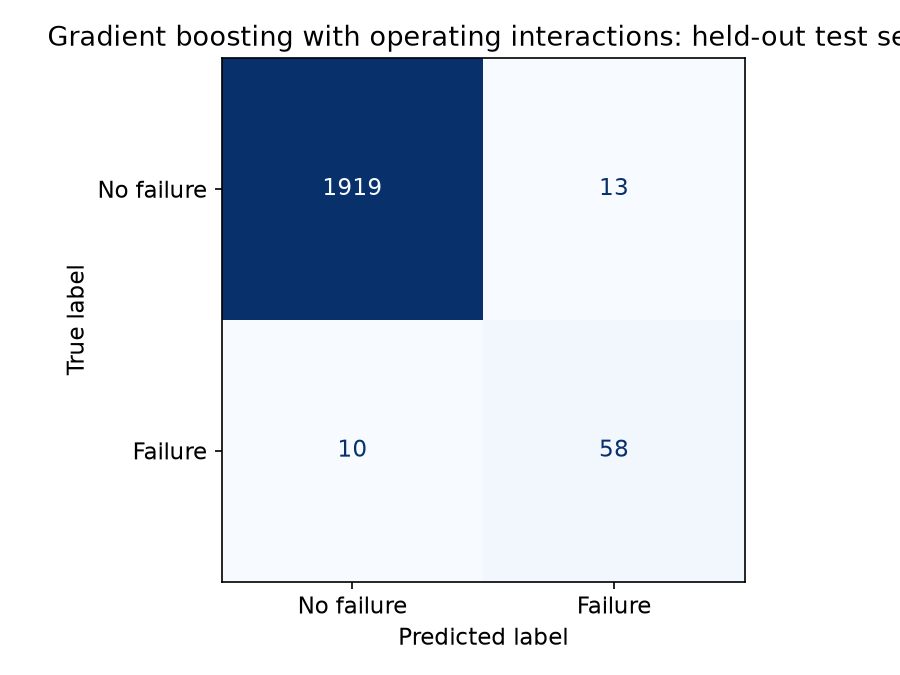 Gradient boosting with operating interactions: held-out test se
No failure
1919
13
True label
Failure
10
58
No failure
Failure
Predicted label